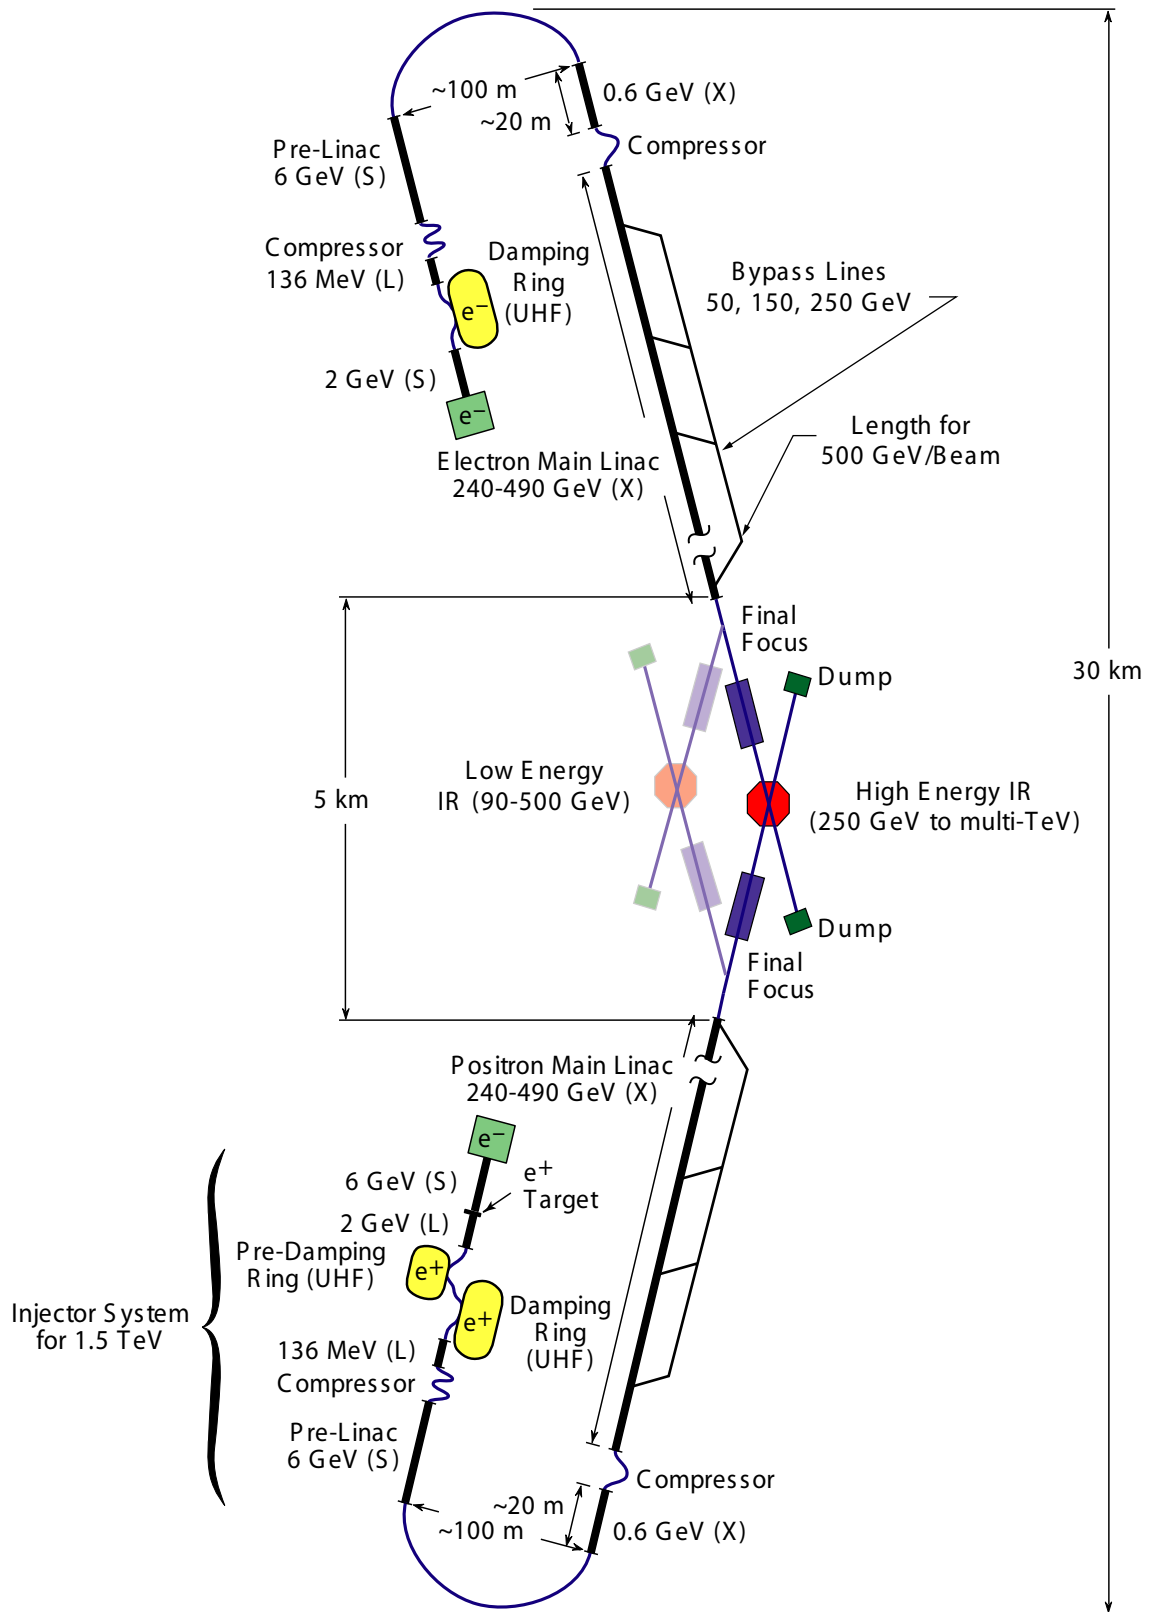 ~100 m
0.6 GeV (X)
~20 m
Compressor
Pre-Linac
6 GeV (S)
Compressor
136 MeV (L)
Damping
Ring
(UHF)
e−
Bypass Lines
50, 150, 250 GeV
2 GeV (S)
e−
Length for
500 GeV/Beam
Electron Main Linac
240-490 GeV (X)
Final
Focus
Dump
30 km
Low Energy
IR (90-500 GeV)
5 km
High Energy IR
(250 GeV to multi-TeV)
Dump
Final
Focus
Positron Main Linac
240-490 GeV (X)
e−
6 GeV (S)
e+
Target
2 GeV (L)
Pre-Damping
Ring (UHF)
e+
e+
Damping
Ring
(UHF)
Injector System
for 1.5 TeV
136 MeV (L)
Compressor
Pre-Linac
6 GeV (S)
Compressor
~20 m
~100 m
0.6 GeV (X)